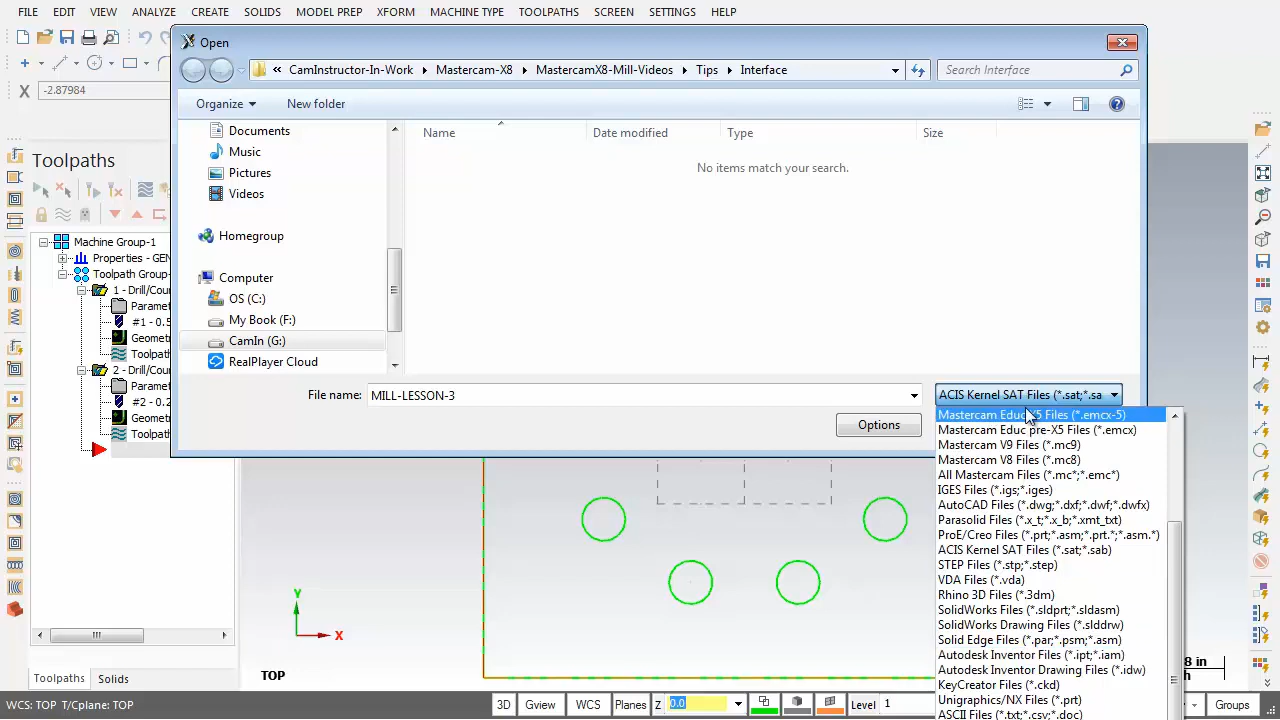 FILE EDIT VIEW ANALYZE CREATE SOLIDS MODEL PREP XFORM MACHINE TYPE TOOLPATHS SCREEN SETTINGS HELP
Open
X -2.87984
« CamInstructor-In-Work Mastercam-X8 MastercamX8-Mill-Videos Tips Interface
Search Interface
Organize New folder
Documents
Music
Pictures
Videos
Homegroup
Computer
OS (C:)
My Book (F:)
CamIn (G:)
RealPlayer Cloud
Name Date modified Type Size
No items match your search.
File name: MILL-LESSON-3
ACIS Kernel SAT Files (*.sat;*.sa
Options
Mastercam Educ X5 Files (*.emcx-5)
Mastercam Educ pre-X5 Files (*.emcx)
Mastercam V9 Files (*.mc9)
Mastercam V8 Files (*.mc8)
All Mastercam Files (*.mc*;*.emc*)
IGES Files (*.igs;*.iges)
AutoCAD Files (*.dwg;*.dxf;*.dwf;*.dwfx)
Parasolid Files (*.x_t;*.x_b;*.xmt_txt)
ProE/Creo Files (*.prt;*.asm;*.prt.*;*.asm.*)
ACIS Kernel SAT Files (*.sat;*.sab)
STEP Files (*.stp;*.step)
VDA Files (*.vda)
Rhino 3D Files (*.3dm)
SolidWorks Files (*.sldprt;*.sldasm)
SolidWorks Drawing Files (*.slddrw)
Solid Edge Files (*.par;*.psm;*.asm)
Autodesk Inventor Files (*.ipt;*.iam)
Autodesk Inventor Drawing Files (*.idw)
KeyCreator Files (*.ckd)
Unigraphics/NX Files (*.prt)
ASCII Files (*.txt;*.csv;*.doc)
Toolpaths
Machine Group-1
Properties - GEN
Toolpath Group-
1 - Drill/Cou
Parameti
#1 - 0.5
Geometr
Toolpath
2 - Drill/Cou
Parameti
#2 - 0.2
Geometr
Toolpath
Y
X
TOP
8 in
h
Toolpaths Solids
WCS: TOP T/Cplane: TOP
3D Gview WCS Planes Z 0.0 Level 1 Groups